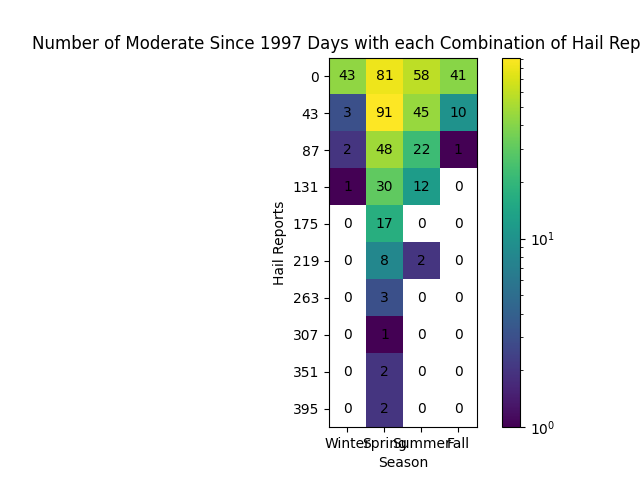 Number of Moderate Since 1997 Days with each Combination of Hail Rep
0 43 81 58 41
43 3 91 45 10
87 2 48 22 1
131 1 30 12 0
175 0 17 0 0
219 0 8 2 0
263 0 3 0 0
307 0 1 0 0
351 0 2 0 0
395 0 2 0 0
Hail Reports
Winter Spring Summer Fall
Season
10¹
10⁰